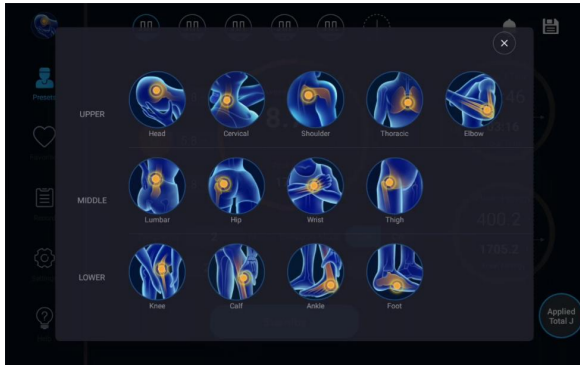 UPPER
Head
Cervical
Shoulder
Thoracic
Elbow
MIDDLE
Lumbar
Hip
Wrist
Thigh
LOWER
Knee
Calf
Ankle
Foot
Applied
Total J